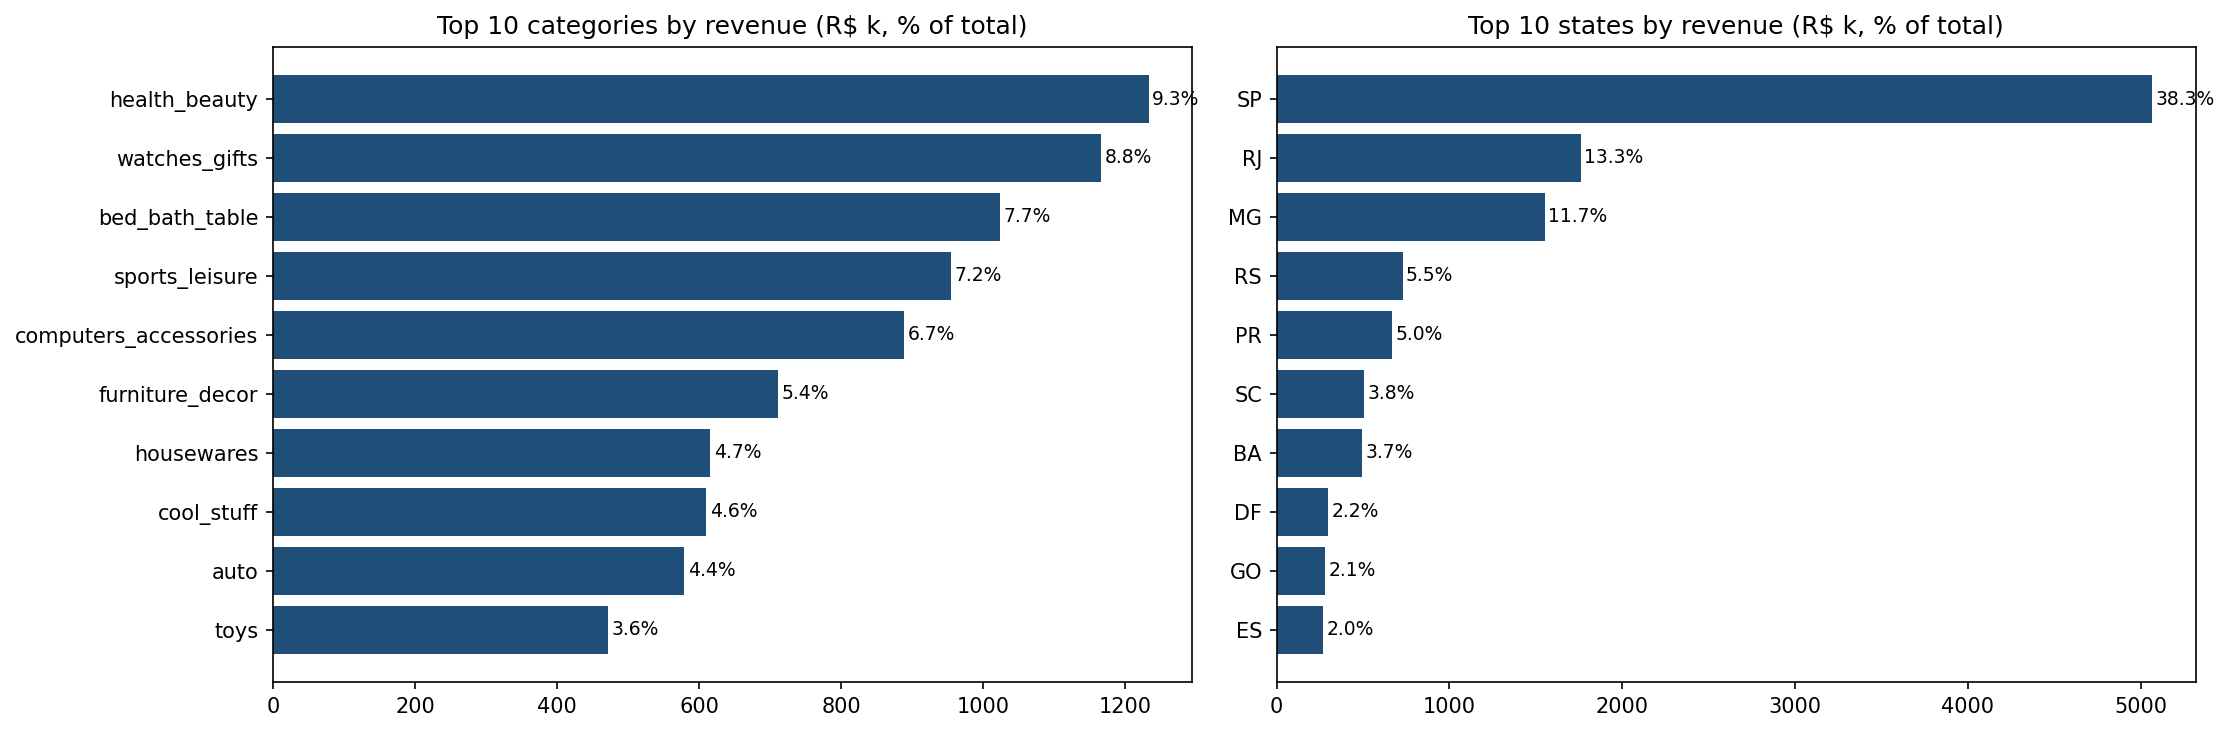 Top 10 categories by revenue (R$ k, % of total)
health_beauty 9.3%
watches_gifts 8.8%
bed_bath_table 7.7%
sports_leisure 7.2%
computers_accessories 6.7%
furniture_decor 5.4%
housewares 4.7%
cool_stuff 4.6%
auto 4.4%
toys 3.6%
0 200 400 600 800 1000 1200
Top 10 states by revenue (R$ k, % of total)
SP 38.3%
RJ 13.3%
MG 11.7%
RS 5.5%
PR 5.0%
SC 3.8%
BA 3.7%
DF 2.2%
GO 2.1%
ES 2.0%
0 1000 2000 3000 4000 5000